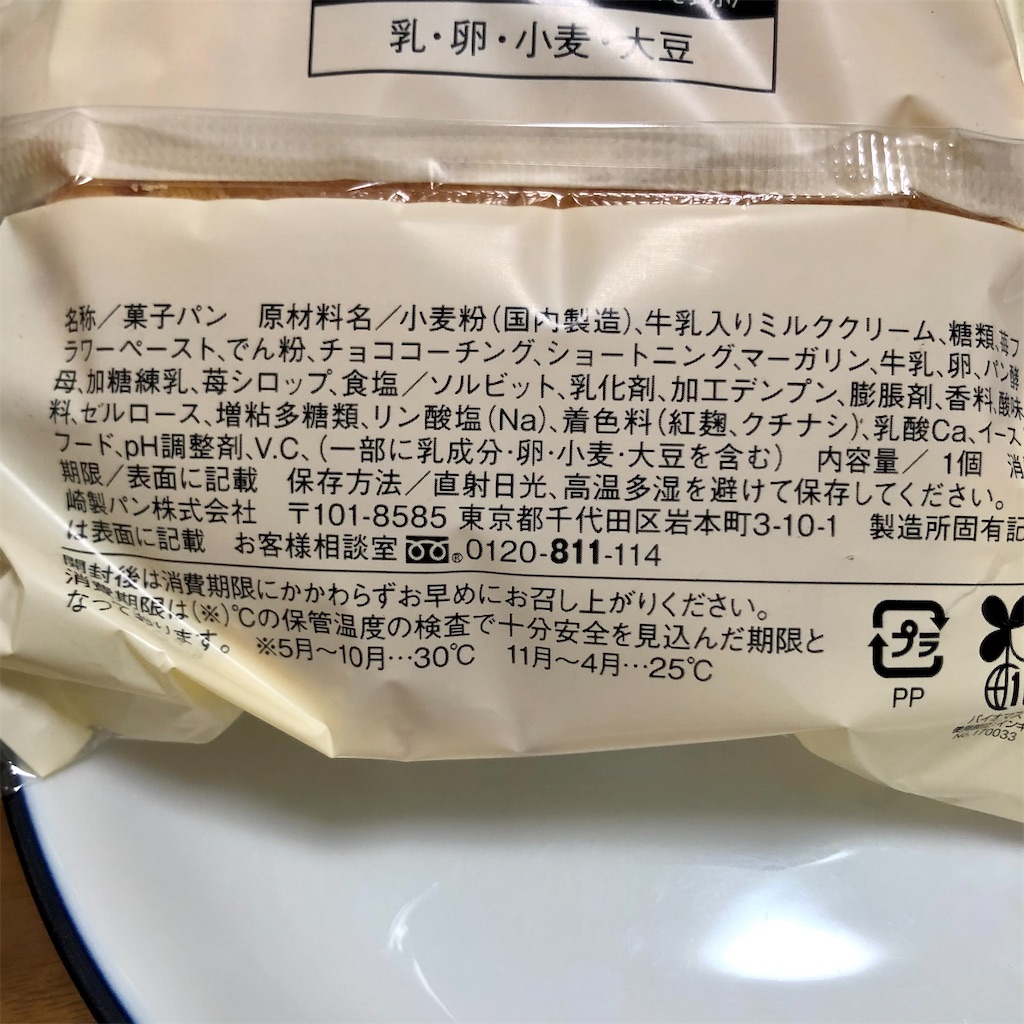 乳・卵・小麦・大豆
名称／菓子パン　原材料名／小麦粉（国内製造）、牛乳入りミルククリーム、糖類、苺フ
ラワーペースト、でん粉、チョココーチング、ショートニング、マーガリン、牛乳、卵、パン酵
母、加糖練乳、苺シロップ、食塩／ソルビット、乳化剤、加工デンプン、膨脹剤、香料、酸味
料、セルロース、増粘多糖類、リン酸塩（Na）、着色料（紅麹、クチナシ）、乳酸Ca、イース
フード、pH調整剤、V.C.、（一部に乳成分・卵・小麦・大豆を含む）　内容量／ 1個　消
期限／表面に記載　保存方法／直射日光、高温多湿を避けて保存してください。
崎製パン株式会社　〒101-8585 東京都千代田区岩本町3-10-1　製造所固有記
は表面に記載　お客様相談室 ®0120-811-114
開封後は消費期限にかかわらずお早めにお召し上がりください。
消費期限は（※）℃の保管温度の検査で十分安全を見込んだ期限と
なっております。　※5月～10月…30℃　11月～4月…25℃
プラ
PP
バイオマス
No.170033